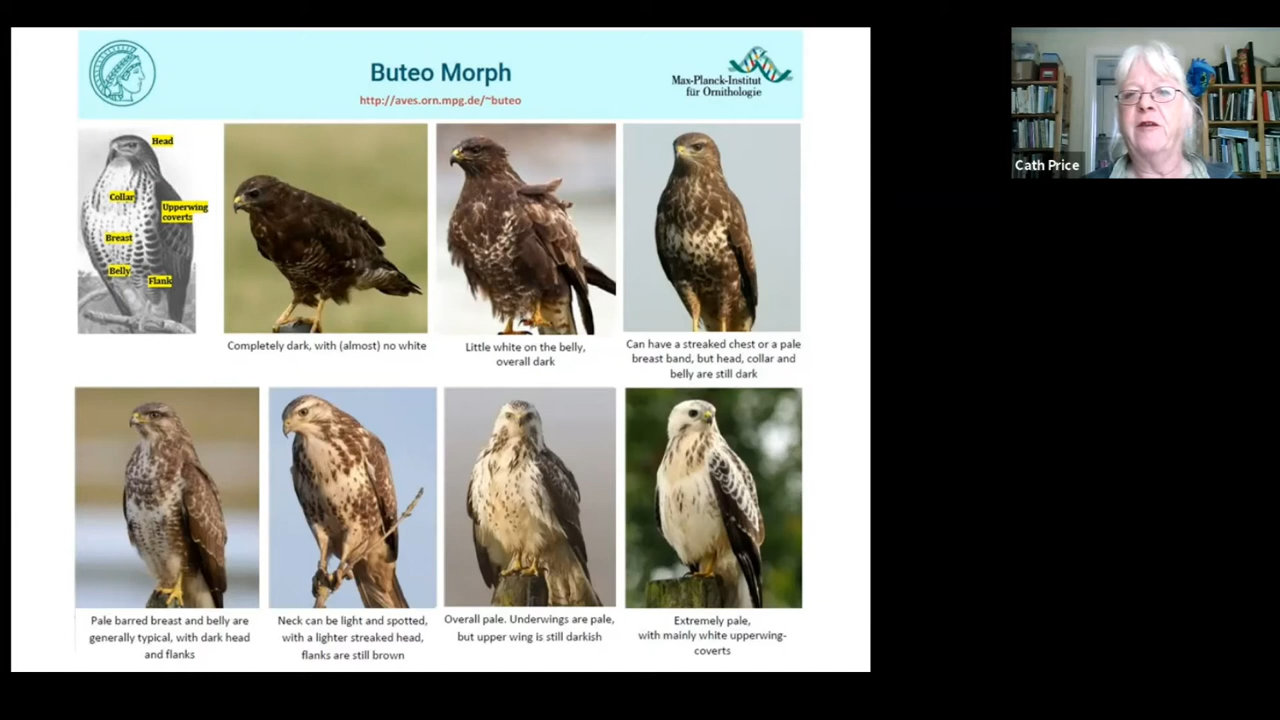 Buteo Morph
http://aves.orn.mpg.de/~buteo
Max-Planck-Institut
für Ornithologie
Head
Collar
Upperwing
coverts
Breast
Belly
Flank
Completely dark, with (almost) no white
Little white on the belly,
overall dark
Can have a streaked chest or a pale
breast band, but head, collar and
belly are still dark
Pale barred breast and belly are
generally typical, with dark head
and flanks
Neck can be light and spotted,
with a lighter streaked head,
flanks are still brown
Overall pale. Underwings are pale,
but upper wing is still darkish
Extremely pale,
with mainly white upperwing-
coverts
Cath Price